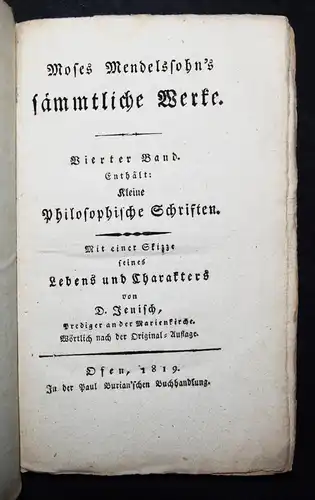 Moses Mendelssohn's
sämmtliche Werke.
Vierter Band.
Enthält:
Kleine
Philosophische Schriften.
Mit einer Skizze
seines
Lebens und Charakters
von
D. Jenisch,
Prediger an der Marienkirche.
Wörtlich nach der Original-Auflage.
Ofen, 1819.
In der Paul Burian'schen Buchhandlung.